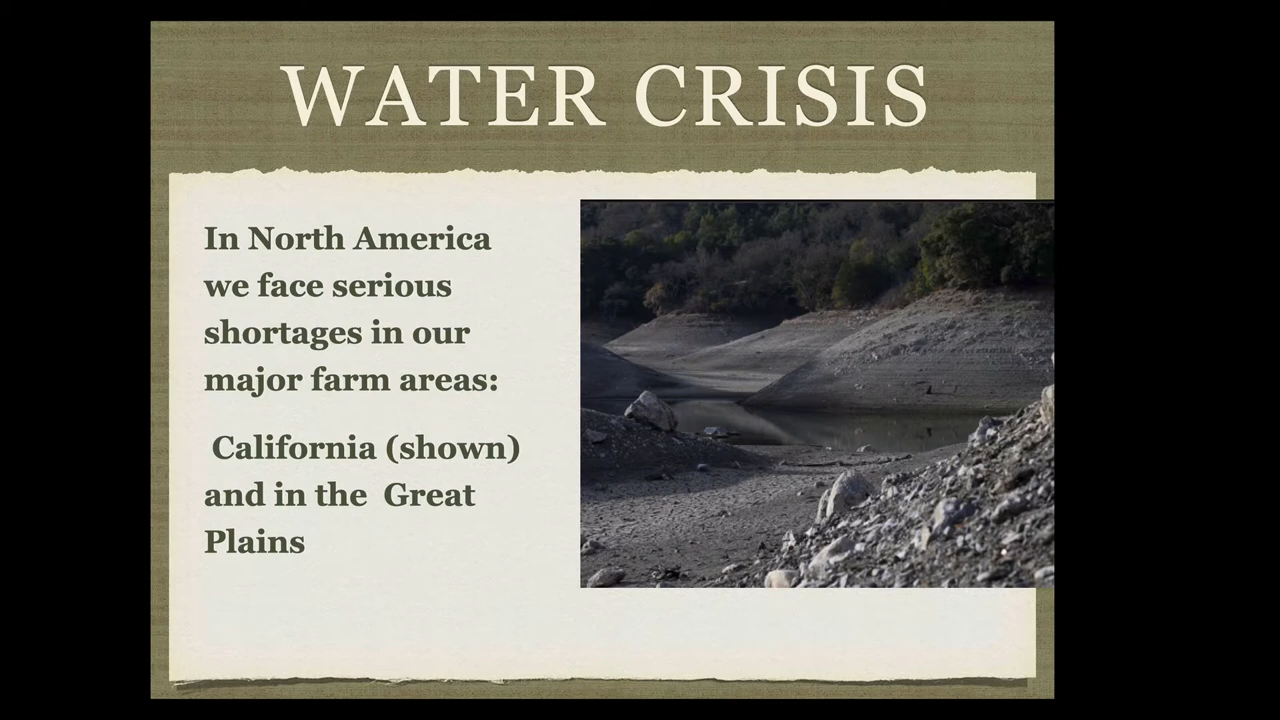 WATER CRISIS
In North America
we face serious
shortages in our
major farm areas:
California (shown)
and in the  Great
Plains